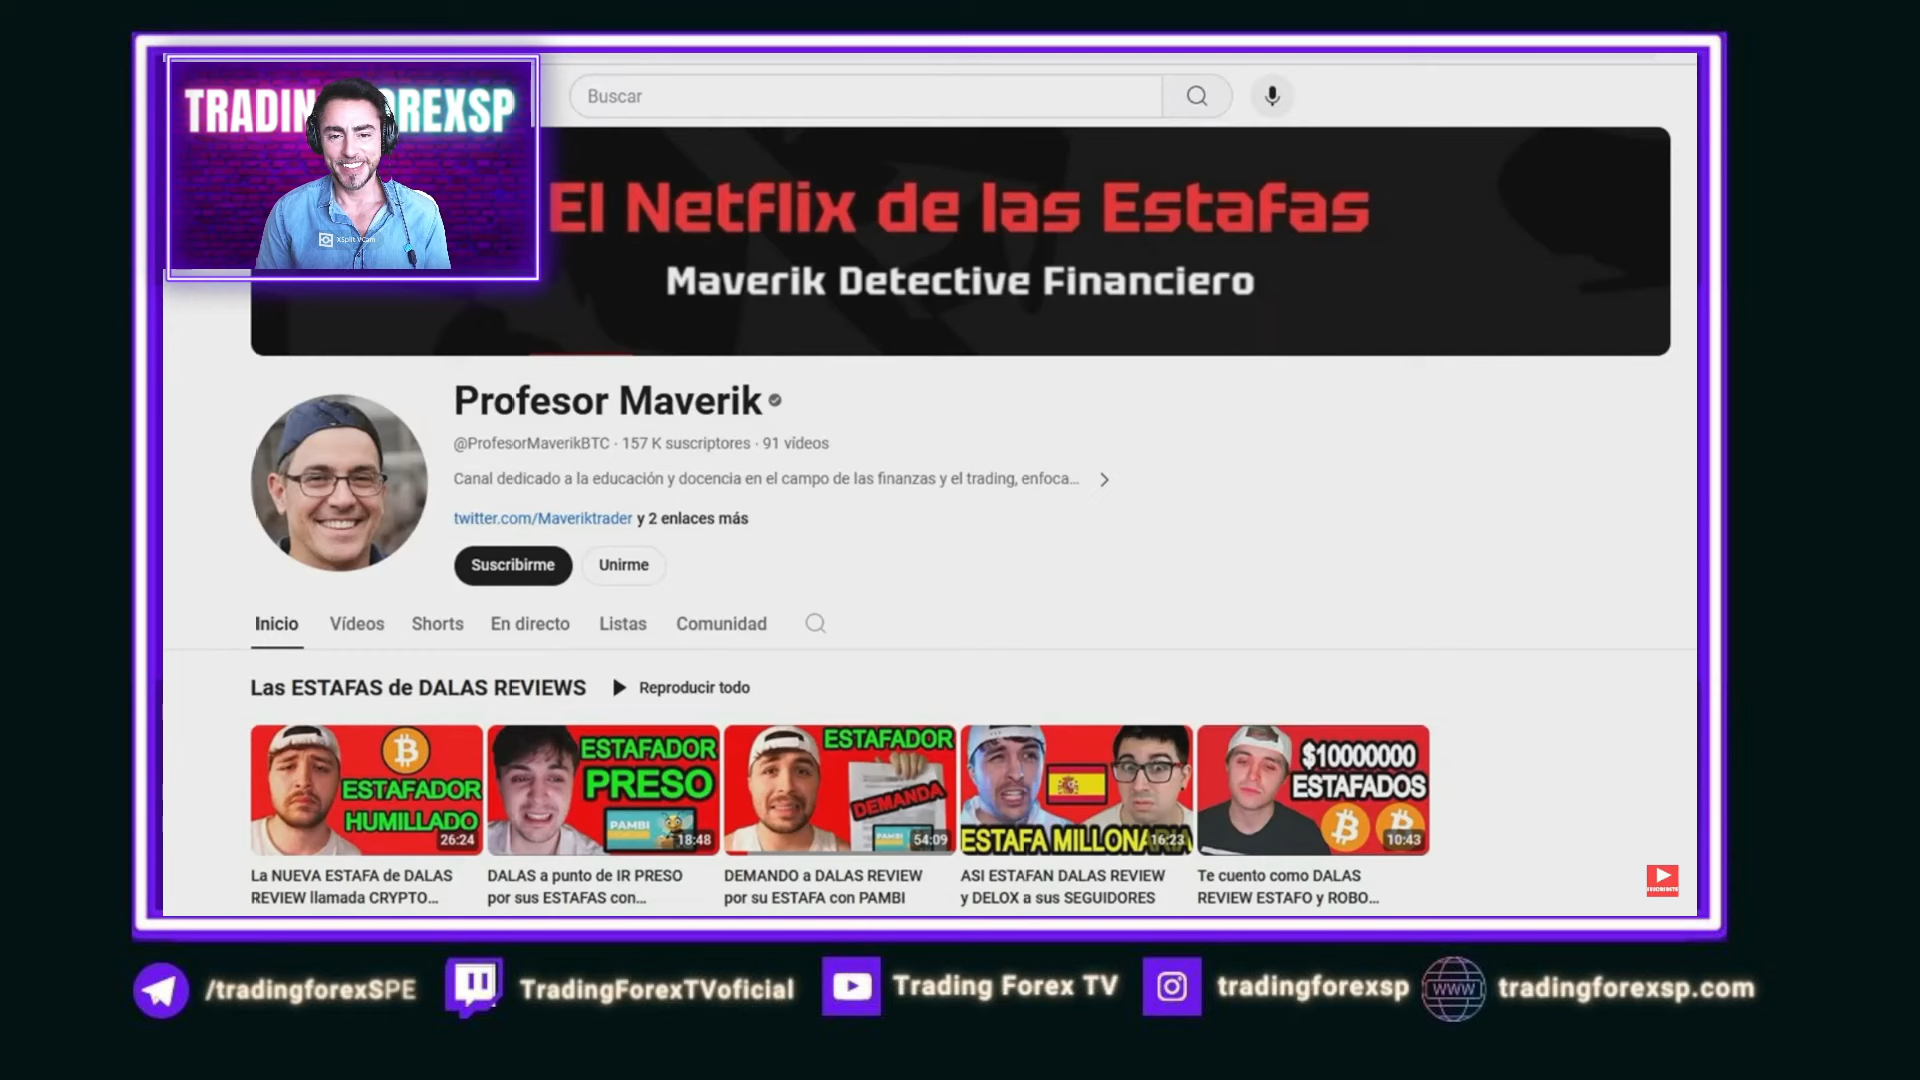 TRADINGFOREXSP
XSplit VCam
Buscar
El Netflix de las Estafas
Maverik Detective Financiero
Profesor Maverik
@ProfesorMaverikBTC · 157 K suscriptores · 91 vídeos
Canal dedicado a la educación y docencia en el campo de las finanzas y el trading, enfoca...
twitter.com/Maveriktrader y 2 enlaces más
Suscribirme Unirme
Inicio Vídeos Shorts En directo Listas Comunidad
Las ESTAFAS de DALAS REVIEWS Reproducir todo
ESTAFADOR
HUMILLADO
26:24
ESTAFADOR
PRESO
PAMBI
18:48
ESTAFADOR
DEMANDA
PAMBI
54:09
ESTAFA MILLONARIA
16:23
$10000000
ESTAFADOS
10:43
La NUEVA ESTAFA de DALAS
REVIEW llamada CRYPTO...
DALAS a punto de IR PRESO
por sus ESTAFAS con...
DEMANDO a DALAS REVIEW
por su ESTAFA con PAMBI
ASI ESTAFAN DALAS REVIEW
y DELOX a sus SEGUIDORES
Te cuento como DALAS
REVIEW ESTAFO y ROBO...
SUSCRIBETE
/tradingforexSPE TradingForexTVoficial Trading Forex TV tradingforexsp WWW tradingforexsp.com